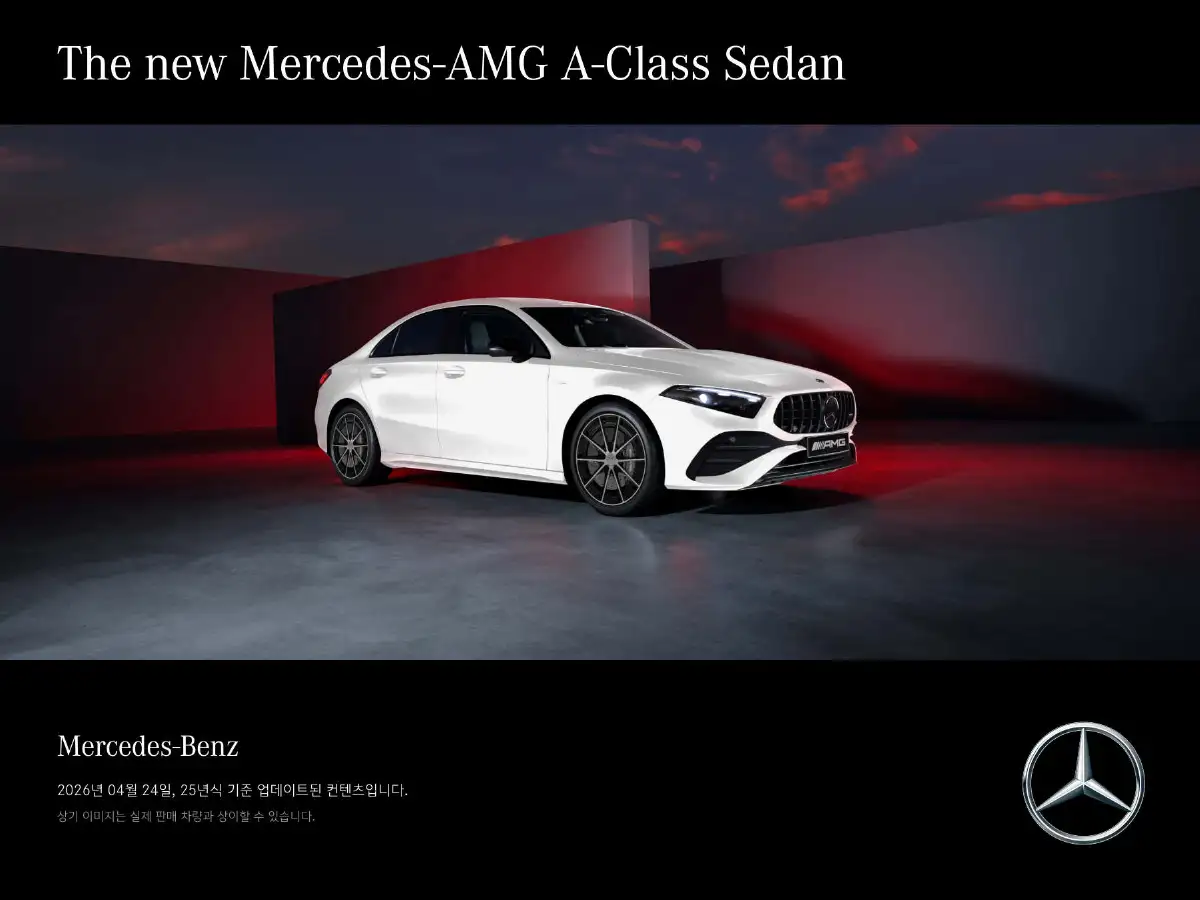 The new Mercedes-AMG A-Class Sedan
AMG
Mercedes-Benz
2026년 04월 24일, 25년식 기준 업데이트된 컨텐츠입니다.
상기 이미지는 실제 판매 차량과 상이할 수 있습니다.